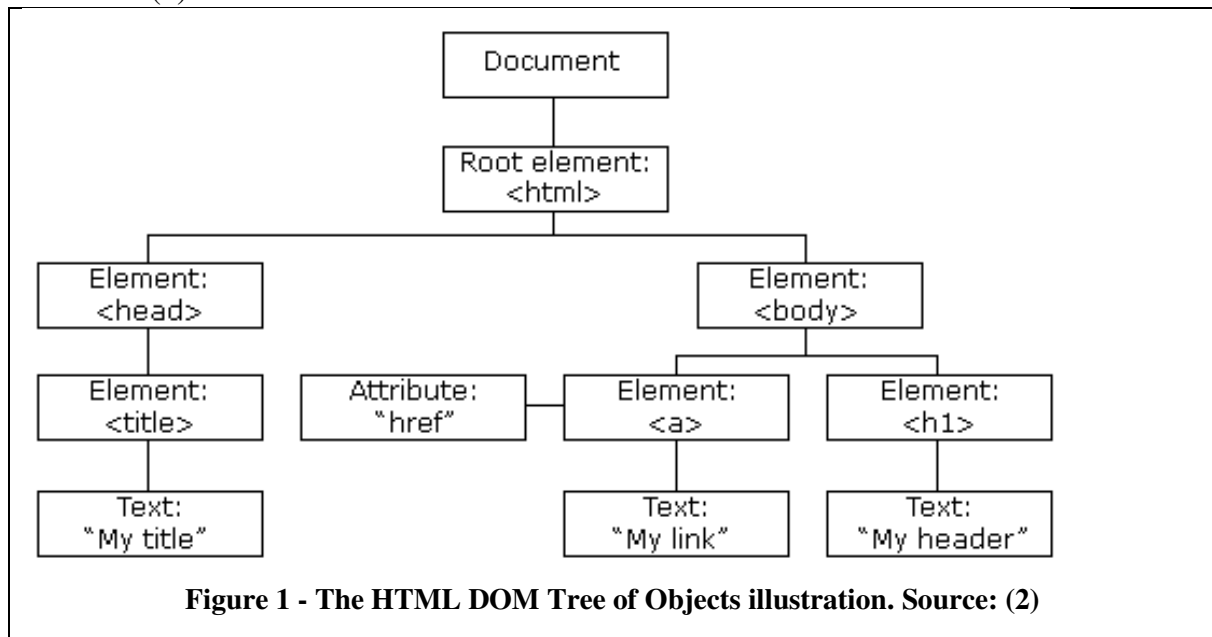 Document
Root element:
<html>
Element:
<head>
Element:
<body>
Element:
<title>
Attribute:
“href”
Element:
<a>
Element:
<h1>
Text:
“My title”
Text:
“My link”
Text:
“My header”
Figure 1 - The HTML DOM Tree of Objects illustration. Source: (2)